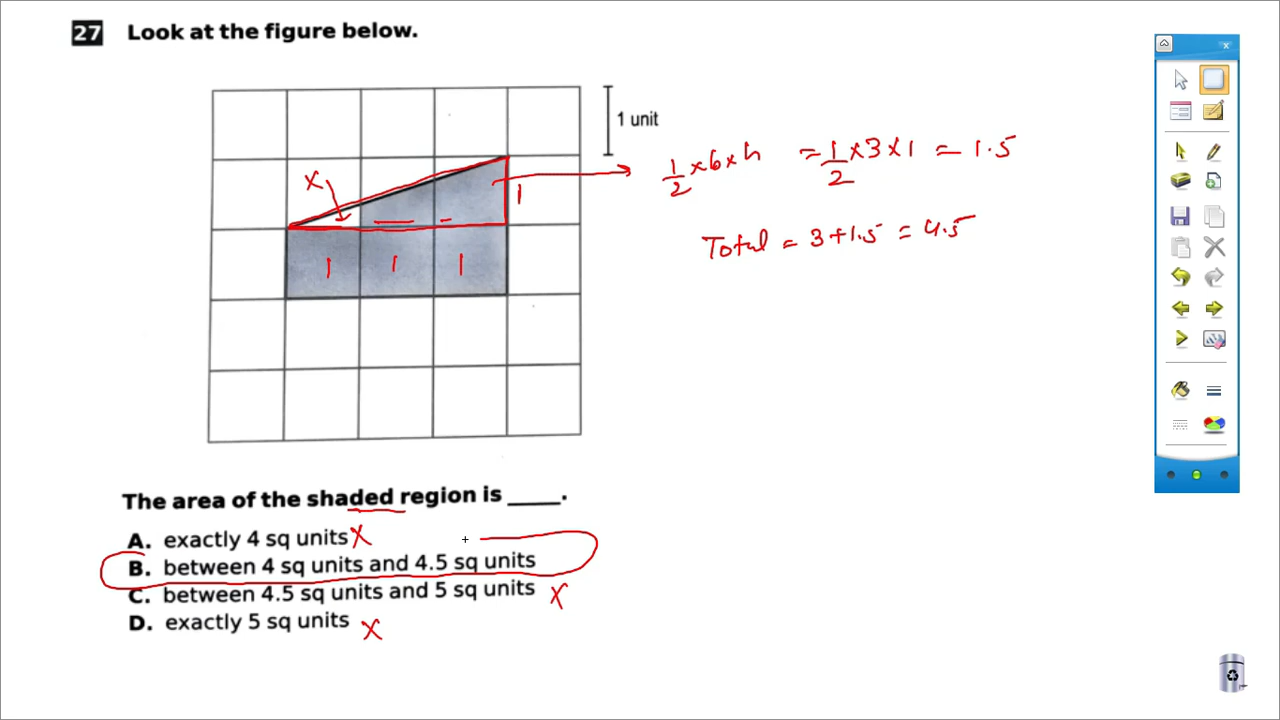 27 Look at the figure below.
1 unit
X
1
1 1 1
1/2 × b × h = 1/2 × 3 × 1 = 1.5
Total = 3 + 1.5 = 4.5
The area of the shaded region is ____.
A. exactly 4 sq units X
B. between 4 sq units and 4.5 sq units
C. between 4.5 sq units and 5 sq units X
D. exactly 5 sq units X